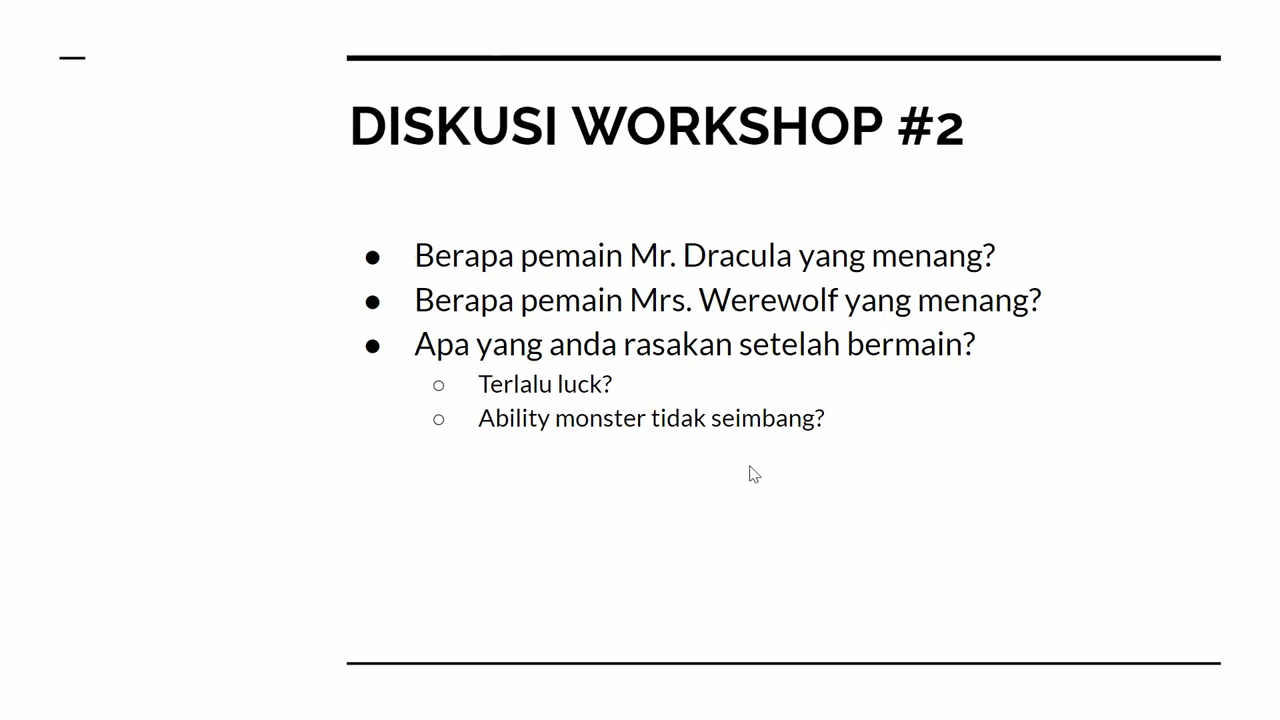 DISKUSI WORKSHOP #2
● Berapa pemain Mr. Dracula yang menang?
● Berapa pemain Mrs. Werewolf yang menang?
● Apa yang anda rasakan setelah bermain?
○ Terlalu luck?
○ Ability monster tidak seimbang?